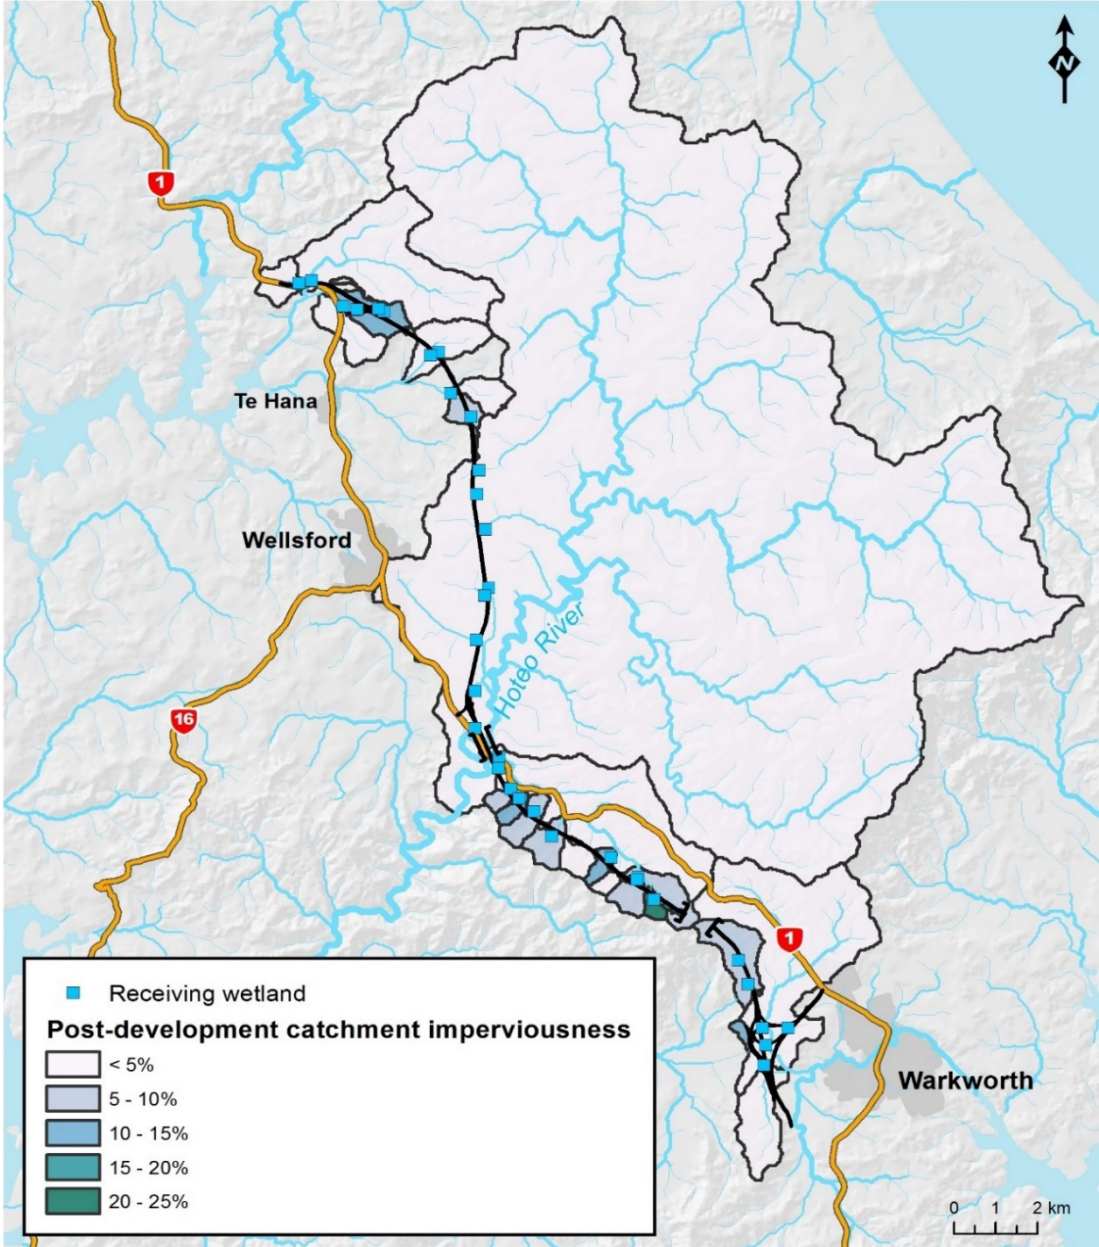 N
1
Te Hana
Wellsford
Hoteo River
16
1
Warkworth
Receiving wetland
Post-development catchment imperviousness
< 5%
5 - 10%
10 - 15%
15 - 20%
20 - 25%
0 1 2 km